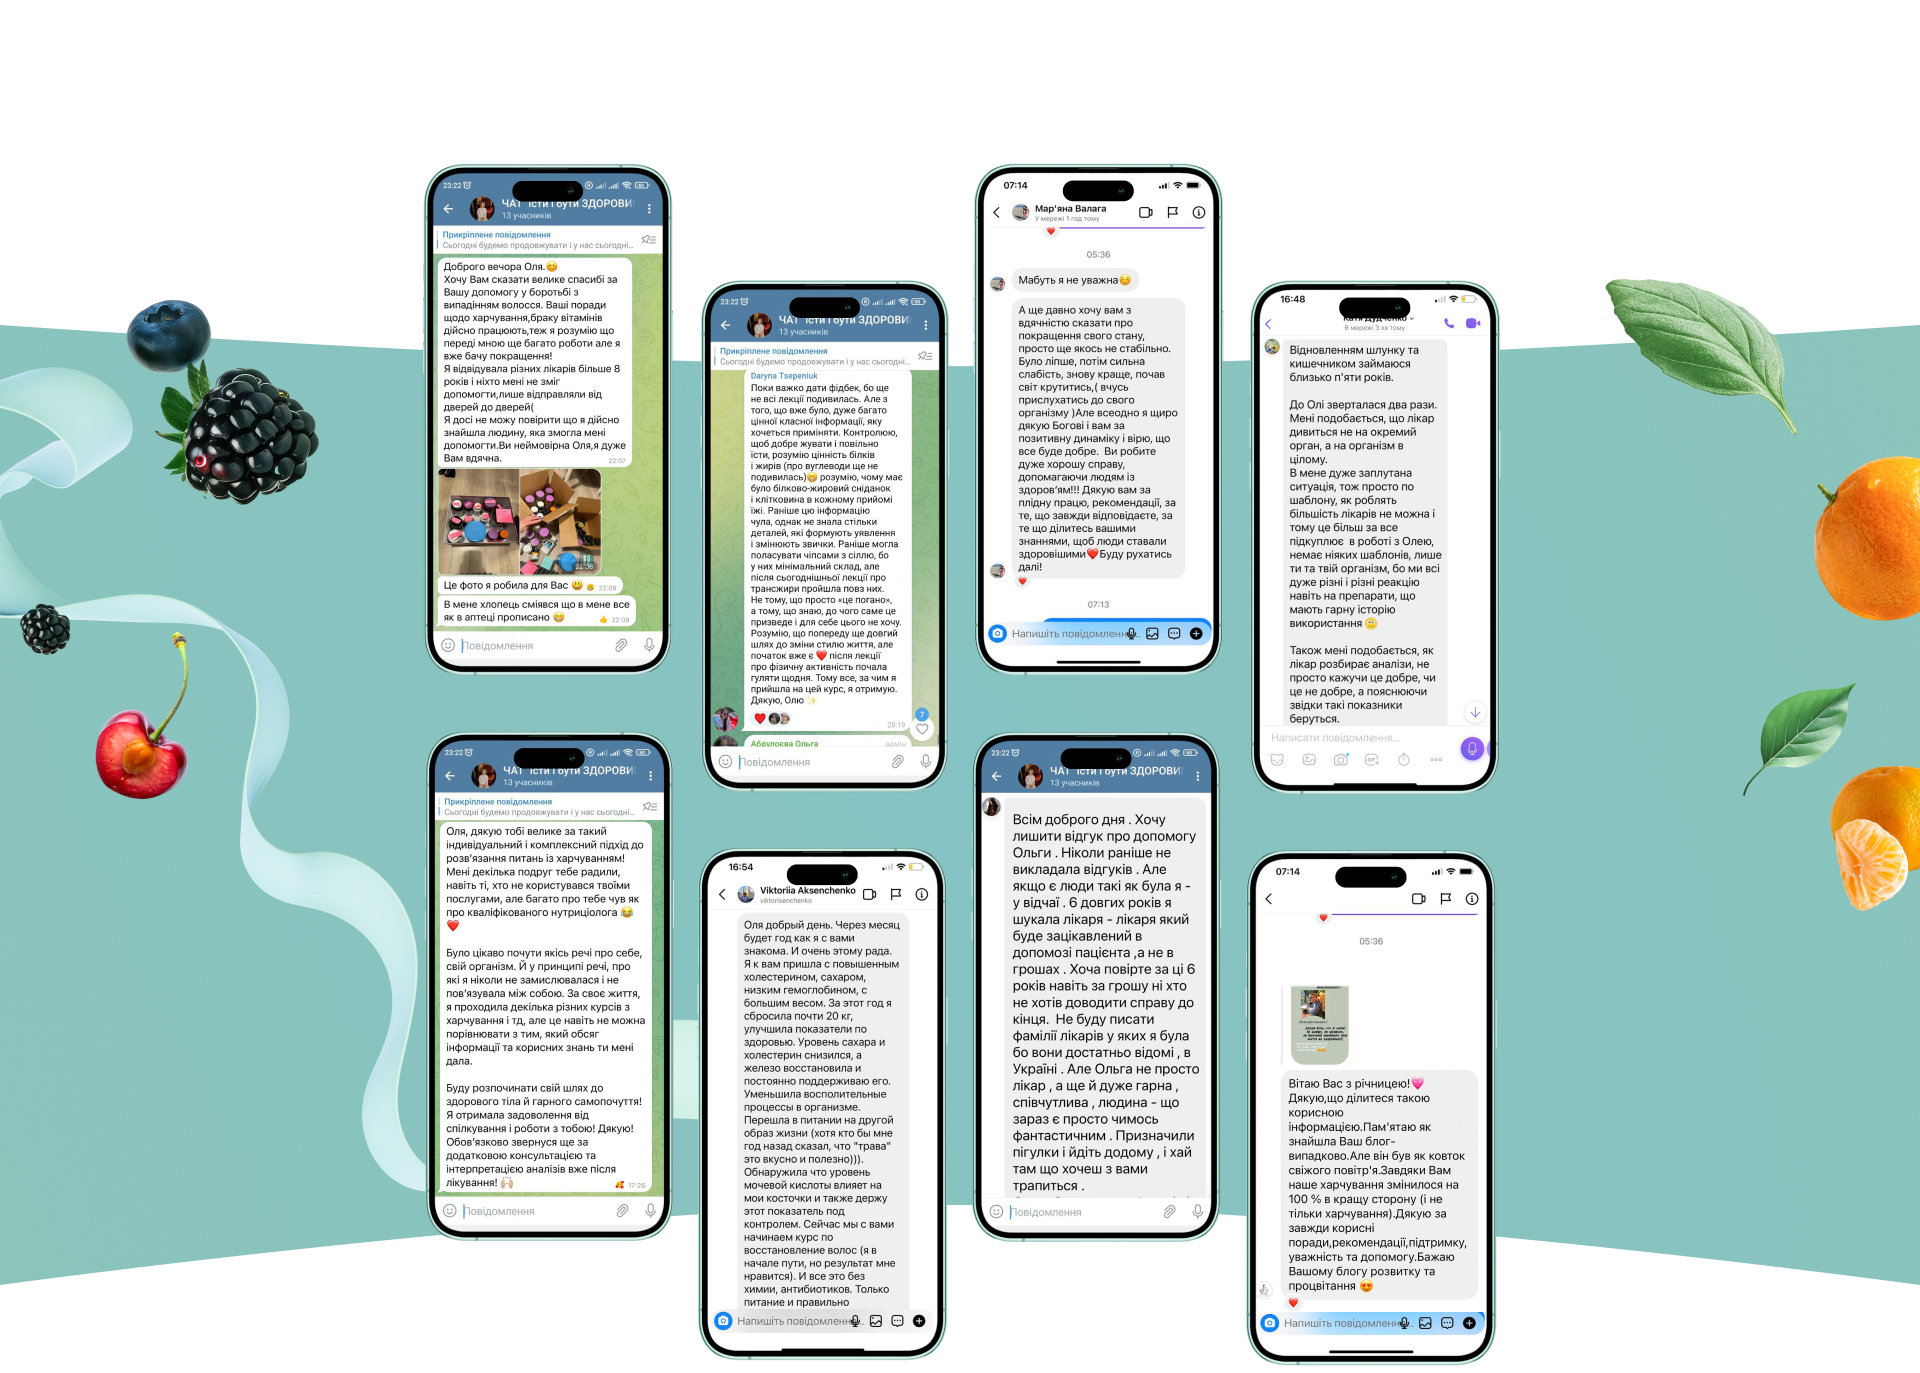 23:22
ЧАТ "Їсти і бути ЗДОРОВИ
13 учасників
Прикріплене повідомлення
Сьогодні будемо продовжувати і у нас сьогодні...
Доброго вечора Оля.😊
Хочу Вам сказати велике спасибі за
Вашу допомогу у боротьбі з
випадінням волосся. Ваші поради
щодо харчування,браку вітамінів
дійсно працюють,теж я розумію що
переді мною ще багато роботи але я
вже бачу покращення!
Я відвідувала різних лікарів більше 8
років і ніхто мені не зміг
допомогти,лише відправляли від
дверей до дверей(
Я досі не можу повірити що я дійсно
знайшла людину, яка змогла мені
допомогти.Ви неймовірна Оля,я дуже
Вам вдячна.
22:07
22:08
Це фото я робила для Вас 😃
22:09
В мене хлопець сміявся що в мене все
як в аптеці прописано 😁
22:09
Повідомлення
23:22
ЧАТ "Їсти і бути ЗДОРОВИ
13 учасників
Прикріплене повідомлення
Сьогодні будемо продовжувати і у нас сьогодні...
Daryna Tsepeniuk
Поки важко дати фідбек, бо ще
не всі лекції подивилась. Але з
того, що вже було, дуже багато
цінної класної інформації, яку
хочеться приміняти. Контролюю,
щоб добре жувати і повільно
їсти, розумію цінність білків
і жирів (про вуглеводи ще не
подивилась)😁 розумію, чому має
було білково-жировий сніданок
і клітковина в кожному прийомі
їжі. Раніше цю інформацію
чула, однак не знала стільки
деталей, які формують уявлення
і змінюють звички. Раніше могла
поласувати чіпсами з сіллю, бо
у них мінімальний склад, але
після сьогоднішньої лекції про
трансжири пройшла повз них.
Не тому, що просто «це погано»,
а тому, що знаю, до чого саме це
призведе і для себе цього не хочу.
Розумію, що попереду ще довгий
шлях до зміни стилю життя, але
початок вже є ❤️ після лекції
про фізичну активність почала
гуляти щодня. Тому все, за чим я
прийшла на цей курс, я отримую.
Дякую, Олю ✨
20:19
7
Абдулоєва Ольга
адмін
Повідомлення
07:14
Мар'яна Валага
У мережі 1 год тому
05:36
Мабуть я не уважна☺️
А ще давно хочу вам з
вдячністю сказати про
покращення свого стану,
просто ще якось не стабільно.
Було ліпше, потім сильна
слабість, знову краще, почав
світ крутитись,( вчусь
прислухатись до свого
організму )Але всеодно я щиро
дякую Богові і вам за
позитивну динаміку і вірю, що
все буде добре.  Ви робите
дуже хорошу справу,
допомагаючи людям із
здоров'ям!!! Дякую вам за
плідну працю, рекомендації, за
те, що завжди відповідаєте, за
те що ділитесь вашими
знаннями, щоб люди ставали
здоровішими❤️Буду рухатись
далі!
07:13
Напишіть повідомлен
16:48
Катя Дудченко
В мережі 3 хв тому
Відновленням шлунку та
кишечником займаюся
близько п'яти років.
До Олі зверталася два рази.
Мені подобається, що лікар
дивиться не на окремий
орган, а на організм в
цілому.
В мене дуже заплутана
ситуація, тож просто по
шаблону, як роблять
більшість лікарів не можна і
тому це більш за все
підкуплює  в роботі з Олею,
немає ніяких шаблонів, лише
ти та твій організм, бо ми всі
дуже різні і різні реакцію
навіть на препарати, що
мають гарну історію
використання 🙂
Також мені подобається, як
лікар розбирає аналізи, не
просто кажучи це добре, чи
це не добре, а пояснюючи
звідки такі показники
беруться.
Написати повідомлення...
GIF
23:22
ЧАТ "Їсти і бути ЗДОРОВИ
13 учасників
Прикріплене повідомлення
Сьогодні будемо продовжувати і у нас сьогодні...
Оля, дякую тобі велике за такий
індивідуальний і комплексний підхід до
розв'язання питань із харчуванням!
Мені декілька подруг тебе радили,
навіть ті, хто не користувався твоїми
послугами, але багато про тебе чув як
про кваліфікованого нутриціолога 😂
❤️
Було цікаво почути якісь речі про себе,
свій організм. Й у принципі речі, про
які я ніколи не замислювалася і не
пов'язувала між собою. За своє життя,
я проходила декілька різних курсів з
харчування і тд, але це навіть не можна
порівнювати з тим, який обсяг
інформації та корисних знань ти мені
дала.
Буду розпочинати свій шлях до
здорового тіла й гарного самопочуття!
Я отримала задоволення від
спілкування і роботи з тобою! Дякую!
Обов'язково звернуся ще за
додатковою консультацією та
інтерпретацією аналізів вже після
лікування! 🙌🏻
17:26
Повідомлення
16:54
Viktoriia Aksenchenko
viktorisenchenko
Оля добрый день. Через месяц
будет год как я с вами
знакома. И очень этому рада.
Я к вам пришла с повышенным
холестерином, сахаром,
низким гемоглобином, с
большим весом. За этот год я
сбросила почти 20 кг,
улучшила показатели по
здоровью. Уровень сахара и
холестерин снизился, а
железо восстановила и
постоянно поддерживаю его.
Уменьшила восполительные
процессы в организме.
Перешла в питании на другой
образ жизни (хотя кто бы мне
год назад сказал, что "трава"
это вкусно и полезно))).
Обнаружила что уровень
мочевой кислоты влияет на
мои косточки и также держу
этот показатель под
контролем. Сейчас мы с вами
начинаем курс по
восстановление волос (я в
начале пути, но результат мне
нравится). И все это без
химии, антибиотиков. Только
питание и правильно
Напишіть повідомлен
23:22
ЧАТ "Їсти і бути ЗДОРОВИ
13 учасників
Всім доброго дня . Хочу
лишити відгук про допомогу
Ольги . Ніколи раніше не
викладала відгуків . Але
якщо є люди такі як була я -
у відчаї . 6 довгих років я
шукала лікаря - лікаря який
буде зацікавлений в
допомозі пацієнта ,а не в
грошах . Хоча повірте за ці 6
років навіть за грошу ні хто
не хотів доводити справу до
кінця.  Не буду писати
фамілії лікарів у яких я була
бо вони достатньо відомі , в
Україні . Але Ольга не просто
лікар , а ще й дуже гарна ,
співчутлива , людина - що
зараз є просто чимось
фантастичним . Призначили
пігулки і йдіть додому , і хай
там що хочеш з вами
трапиться .
Повідомлення
07:14
05:36
Вітаю Вас з річницею!💗
Дякую,що ділитеся такою
корисною
інформацією.Пам'ятаю як
знайшла Ваш блог-
випадково.Але він був як ковток
свіжого повітр'я.Завдяки Вам
наше харчування змінилося на
100 % в кращу сторону (і не
тільки харчування).Дякую за
завжди корисні
поради,рекомендації,підтримку,
уважність та допомогу.Бажаю
Вашому блогу розвитку та
процвітання 😍
Напишіть повідомлен